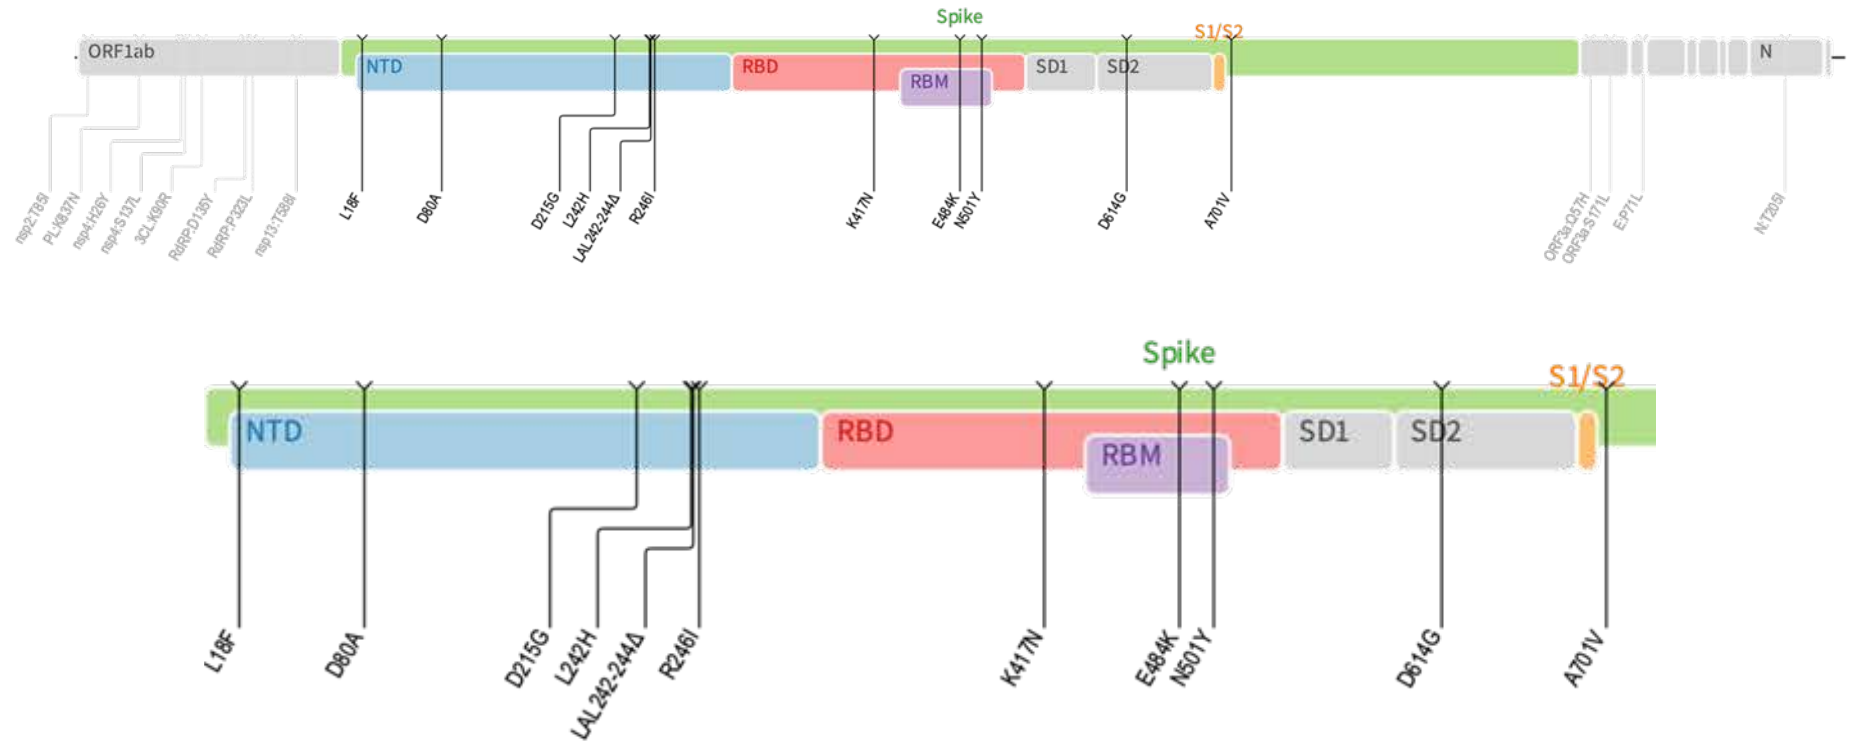 Spike
S1/S2
ORF1ab
NTD
RBD
RBM
SD1
SD2
N
nsp2:T85I
PL:K837N
nsp4:H26Y
nsp4:S137L
3CL:K90R
RdRP:D135Y
RdRP:P323L
nsp13:T588I
L18F
D80A
D215G
L242H
LAL242-244Δ
R246I
K417N
E484K
N501Y
D614G
A701V
ORF3a:Q57H
ORF3a:S171L
E:P71L
N:T205I
Spike
S1/S2
NTD
RBD
RBM
SD1
SD2
L18F
D80A
D215G
L242H
LAL242-244Δ
R246I
K417N
E484K
N501Y
D614G
A701V